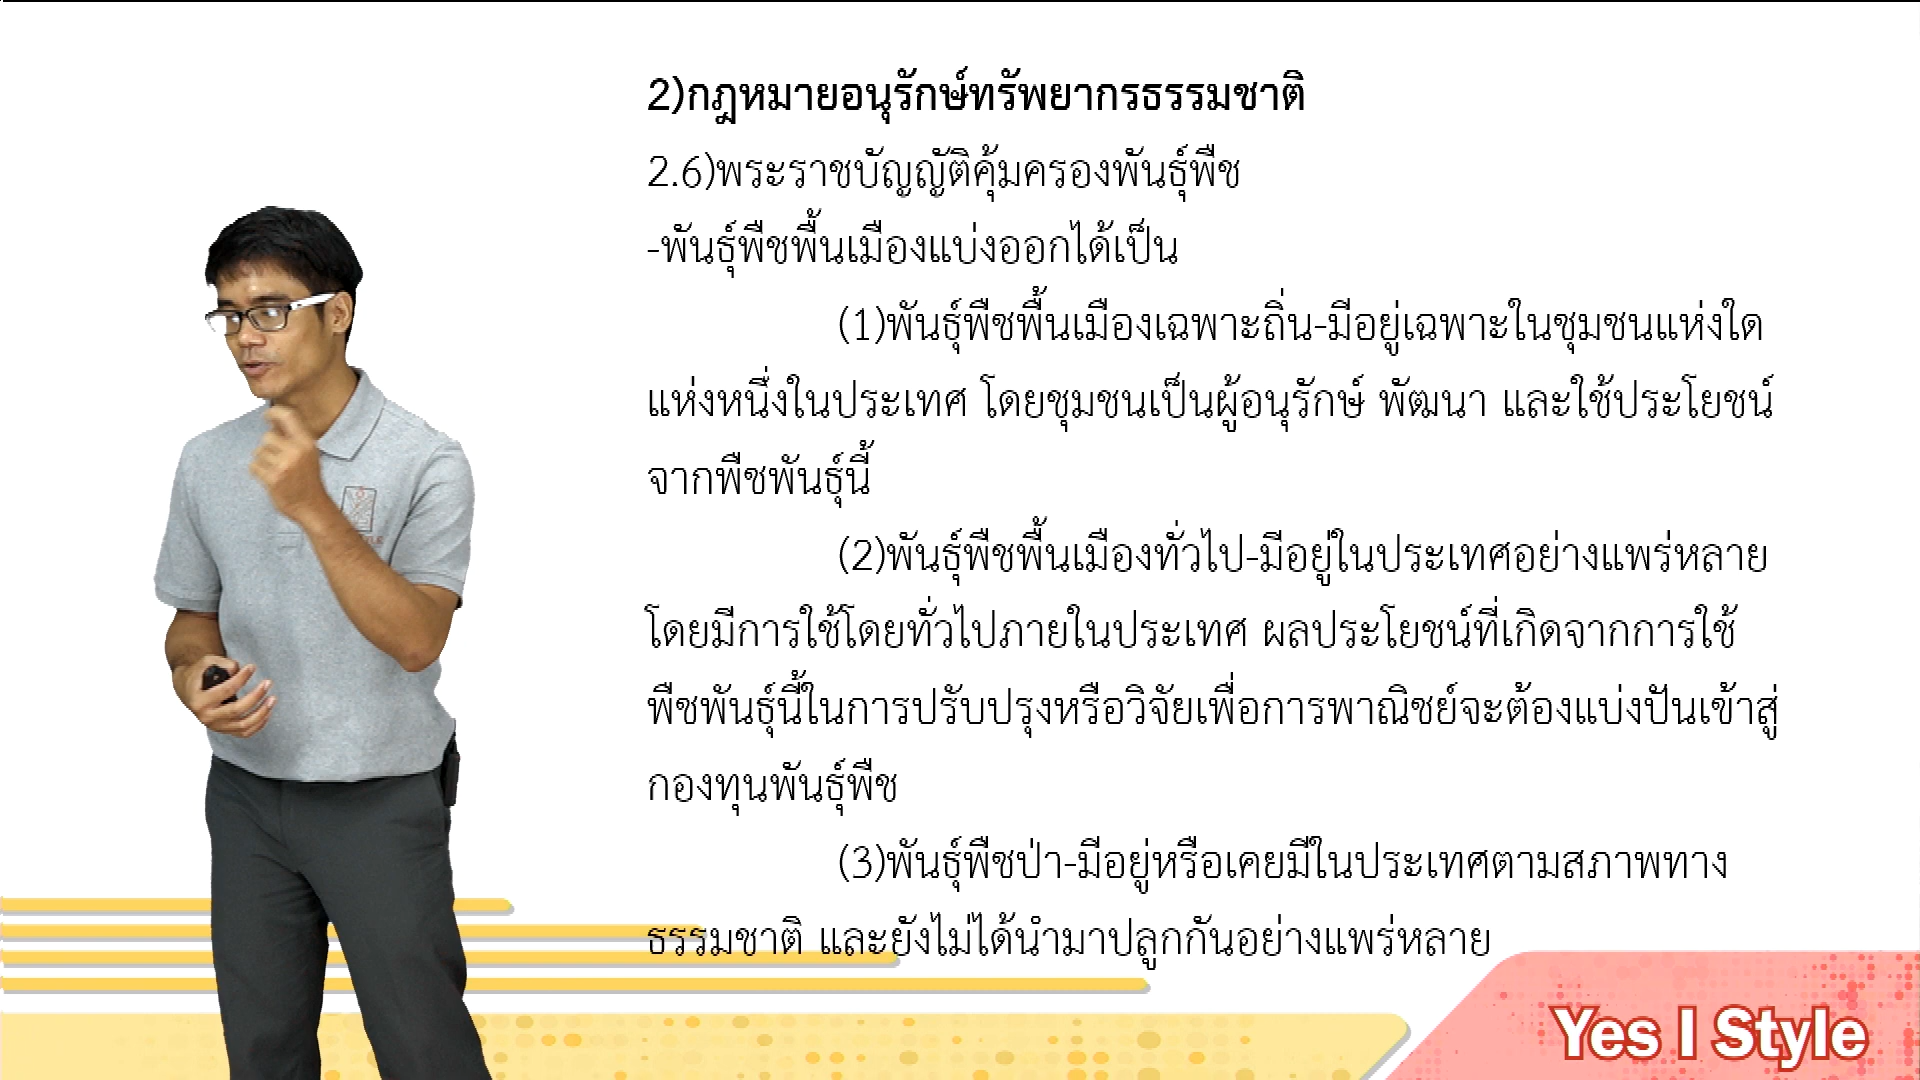 2)กฎหมายอนุรักษ์ทรัพยากรธรรมชาติ
2.6)พระราชบัญญัติคุ้มครองพันธุ์พืช
-พันธุ์พืชพื้นเมืองแบ่งออกได้เป็น
(1)พันธุ์พืชพื้นเมืองเฉพาะถิ่น-มีอยู่เฉพาะในชุมชนแห่งใด
แห่งหนึ่งในประเทศ โดยชุมชนเป็นผู้อนุรักษ์ พัฒนา และใช้ประโยชน์
จากพืชพันธุ์นี้
(2)พันธุ์พืชพื้นเมืองทั่วไป-มีอยู่ในประเทศอย่างแพร่หลาย
โดยมีการใช้โดยทั่วไปภายในประเทศ ผลประโยชน์ที่เกิดจากการใช้
พืชพันธุ์นี้ในการปรับปรุงหรือวิจัยเพื่อการพาณิชย์จะต้องแบ่งปันเข้าสู่
กองทุนพันธุ์พืช
(3)พันธุ์พืชป่า-มีอยู่หรือเคยมีในประเทศตามสภาพทาง
ธรรมชาติ และยังไม่ได้นำมาปลูกกันอย่างแพร่หลาย
Yes I Style